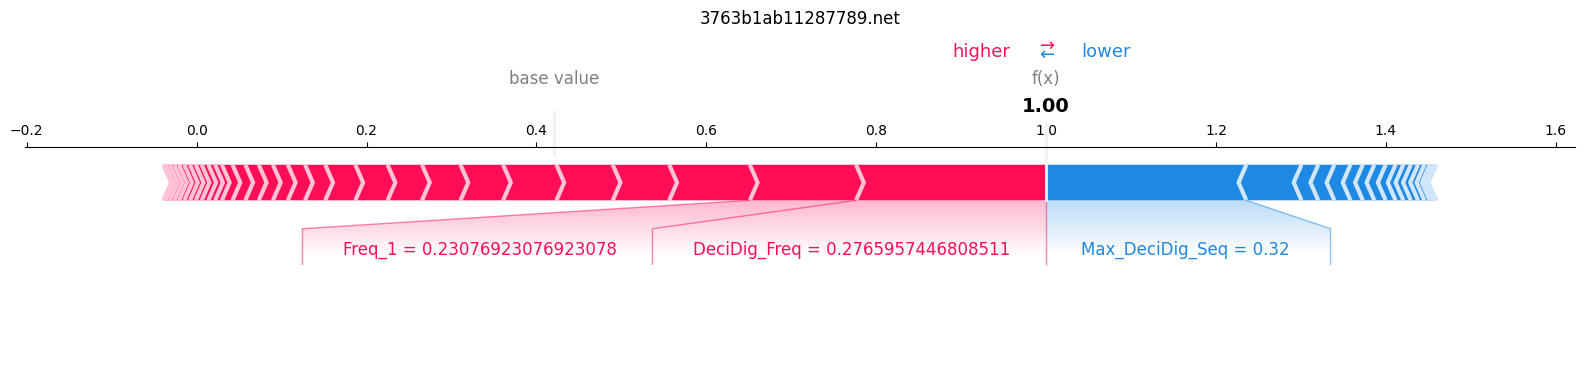 3763b1ab11287789.net
higher ⇄ lower
base value f(x)
1.00
−0.2 0.0 0.2 0.4 0.6 0.8 1.0 1.2 1.4 1.6
Freq_1 = 0.23076923076923078 DeciDig_Freq = 0.2765957446808511 Max_DeciDig_Seq = 0.32